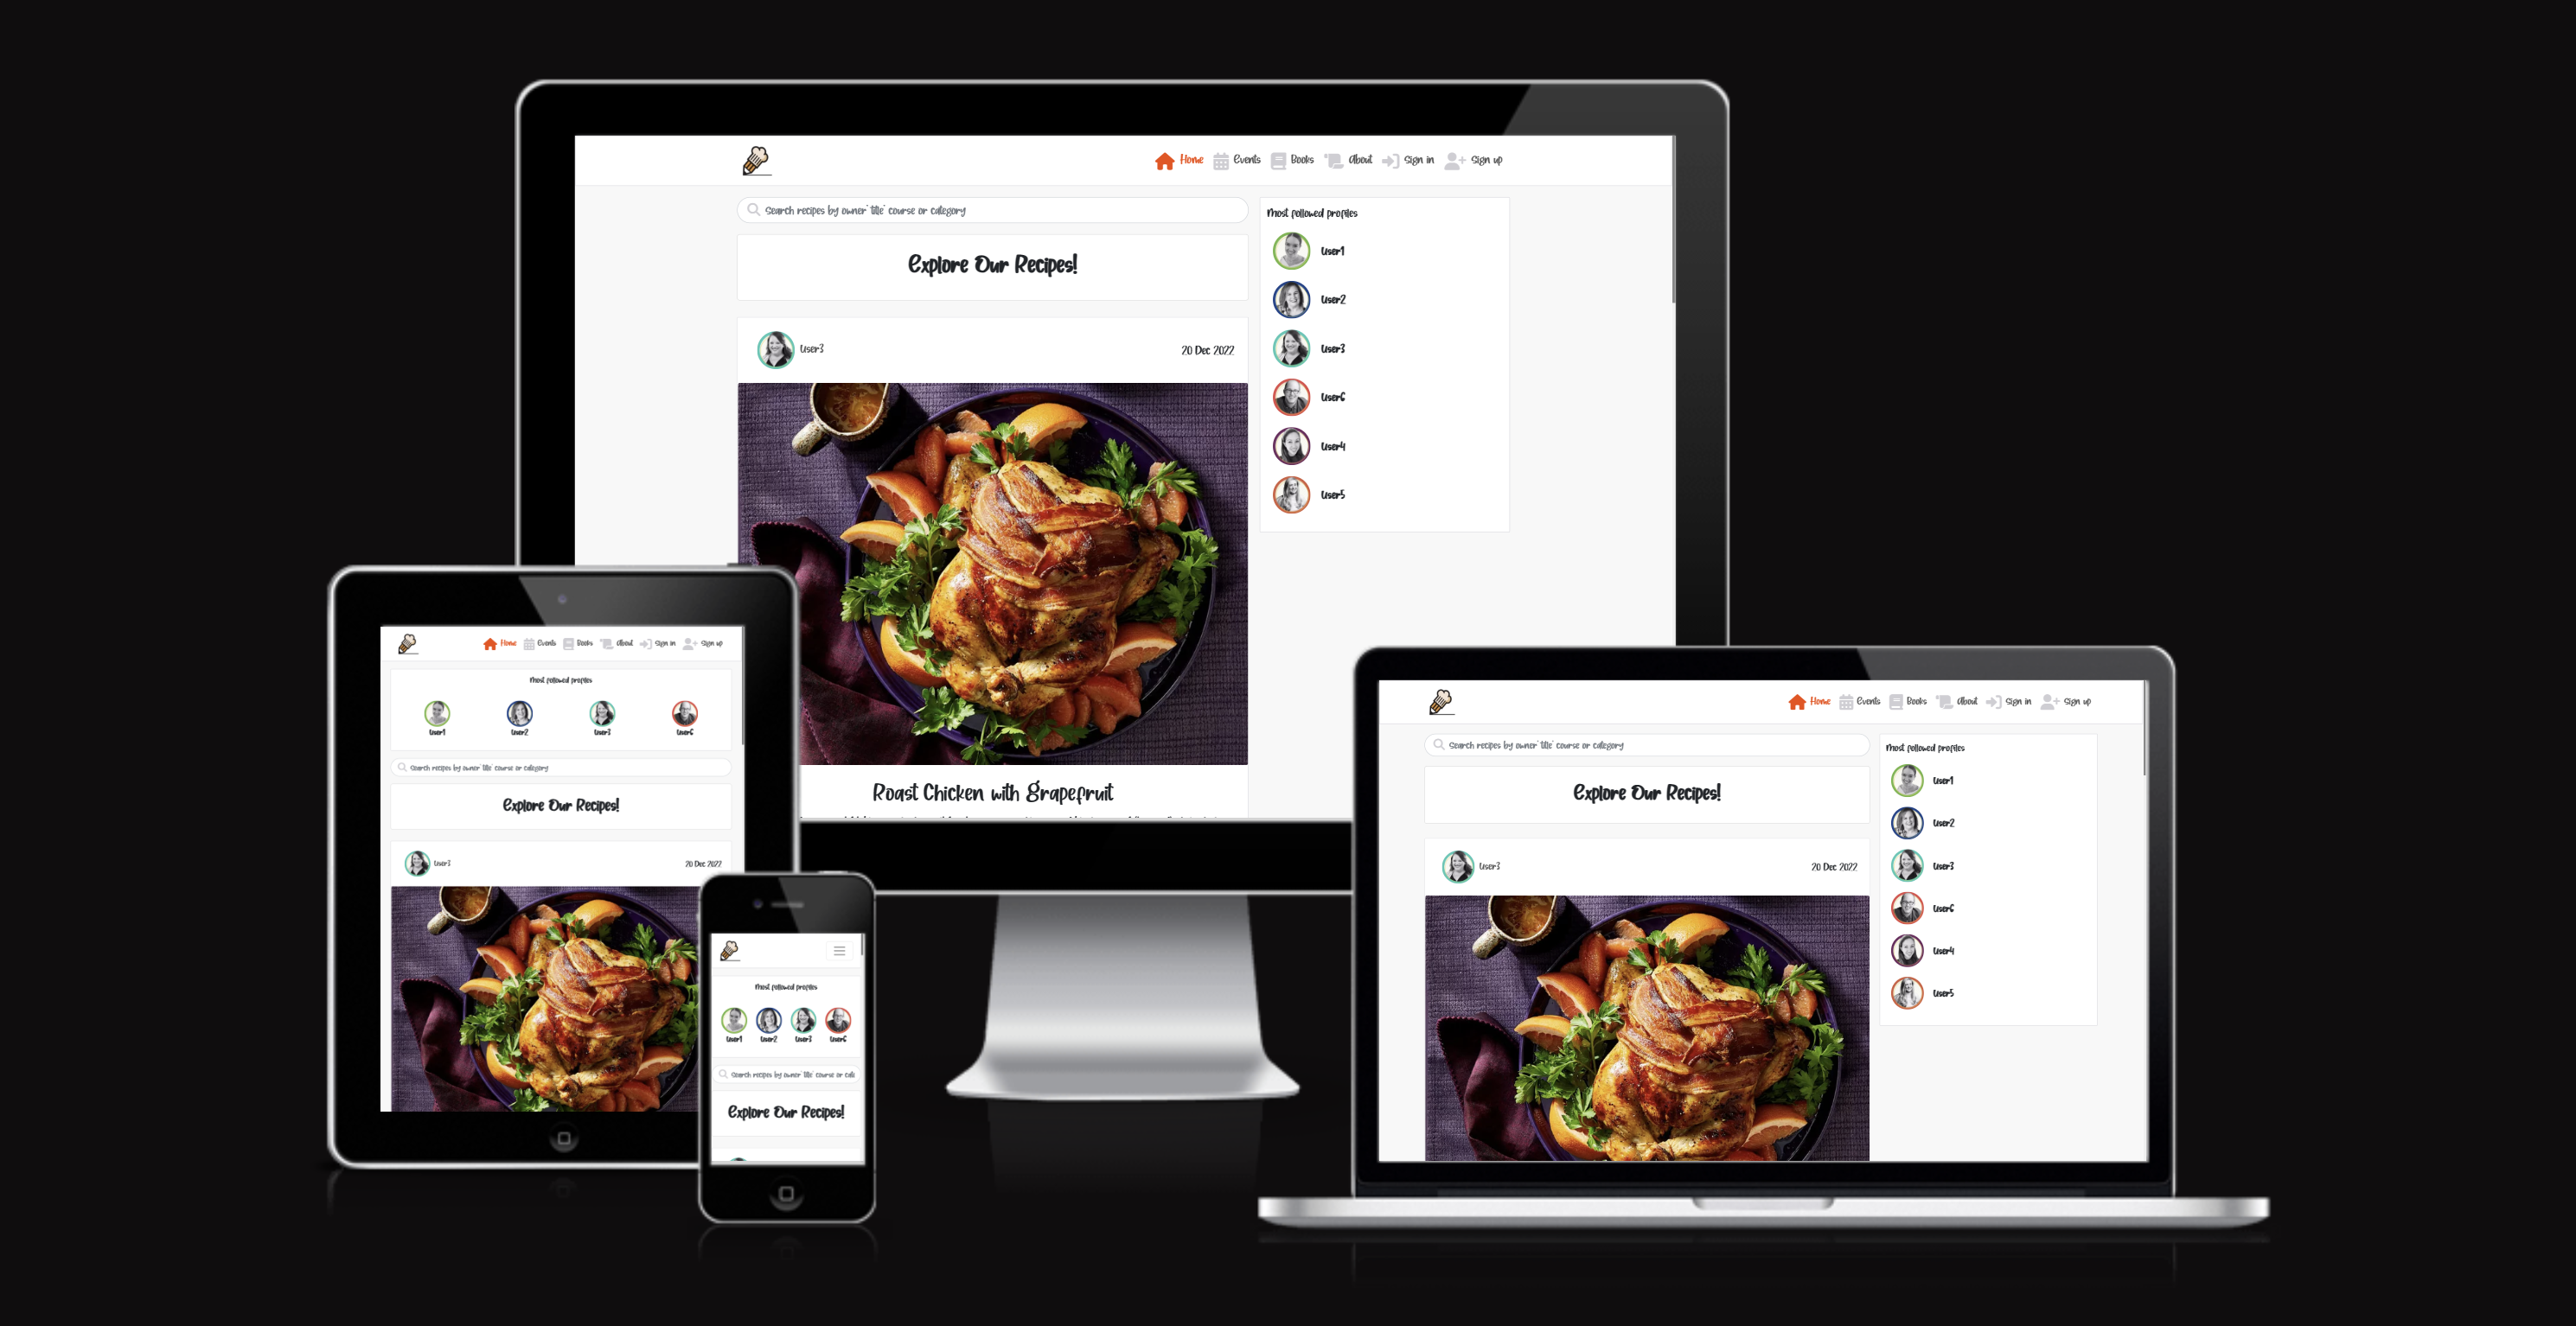 Home Events Books About Sign in Sign up
Search recipes by owner' title' course or category
Most followed profiles
Explore Our Recipes!
User1
User2
User3
User6
User4
User5
User3 20 Dec 2022
Roast Chicken with Grapefruit
Home Events Books About Sign in Sign up
Most followed profiles
User1 User2 User3 User6
Search recipes by owner' title' course or category
Explore Our Recipes!
User3 20 Dec 2022
Most followed profiles
User1 User2 User3 User6
Search recipes by owner' title' course or cate
Explore Our Recipes!
Home Events Books About Sign in Sign up
Search recipes by owner' title' course or category
Most followed profiles
Explore Our Recipes!
User1
User2
User3
User6
User4
User5
User3 20 Dec 2022